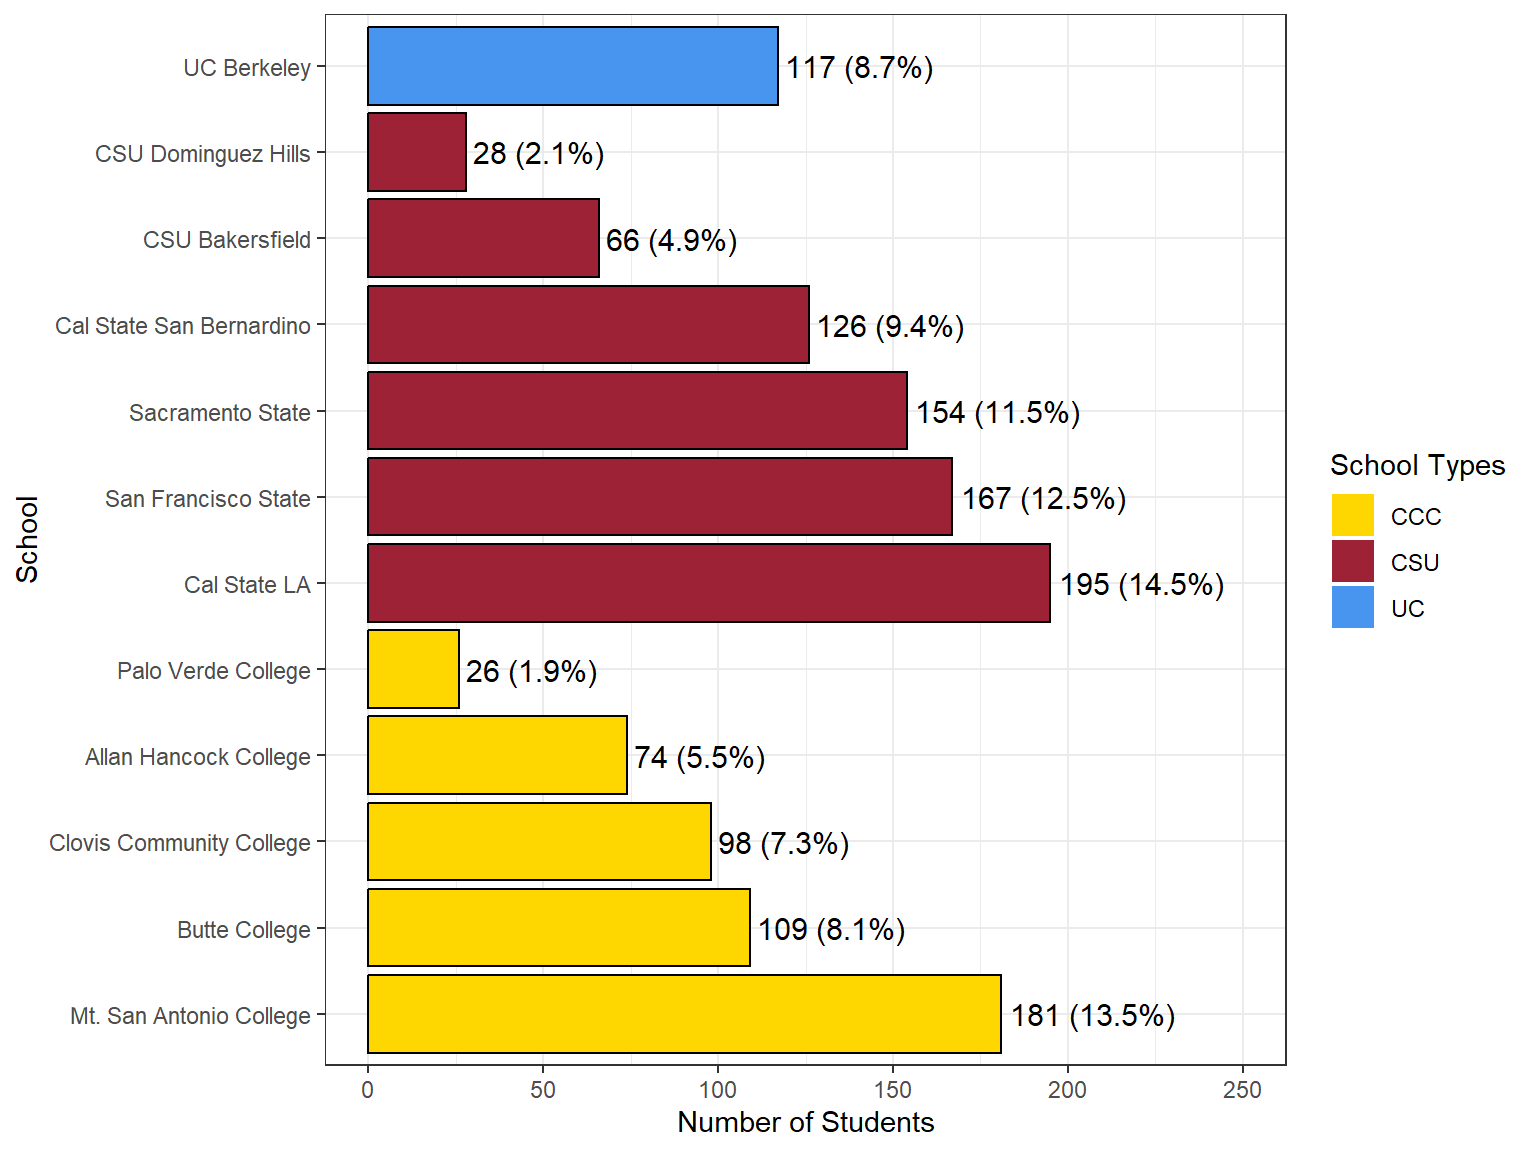 UC Berkeley 117 (8.7%)
CSU Dominguez Hills 28 (2.1%)
CSU Bakersfield 66 (4.9%)
Cal State San Bernardino 126 (9.4%)
Sacramento State 154 (11.5%)
San Francisco State 167 (12.5%)
Cal State LA 195 (14.5%)
Palo Verde College 26 (1.9%)
Allan Hancock College 74 (5.5%)
Clovis Community College 98 (7.3%)
Butte College 109 (8.1%)
Mt. San Antonio College 181 (13.5%)
School
0 50 100 150 200 250
Number of Students
School Types
CCC
CSU
UC